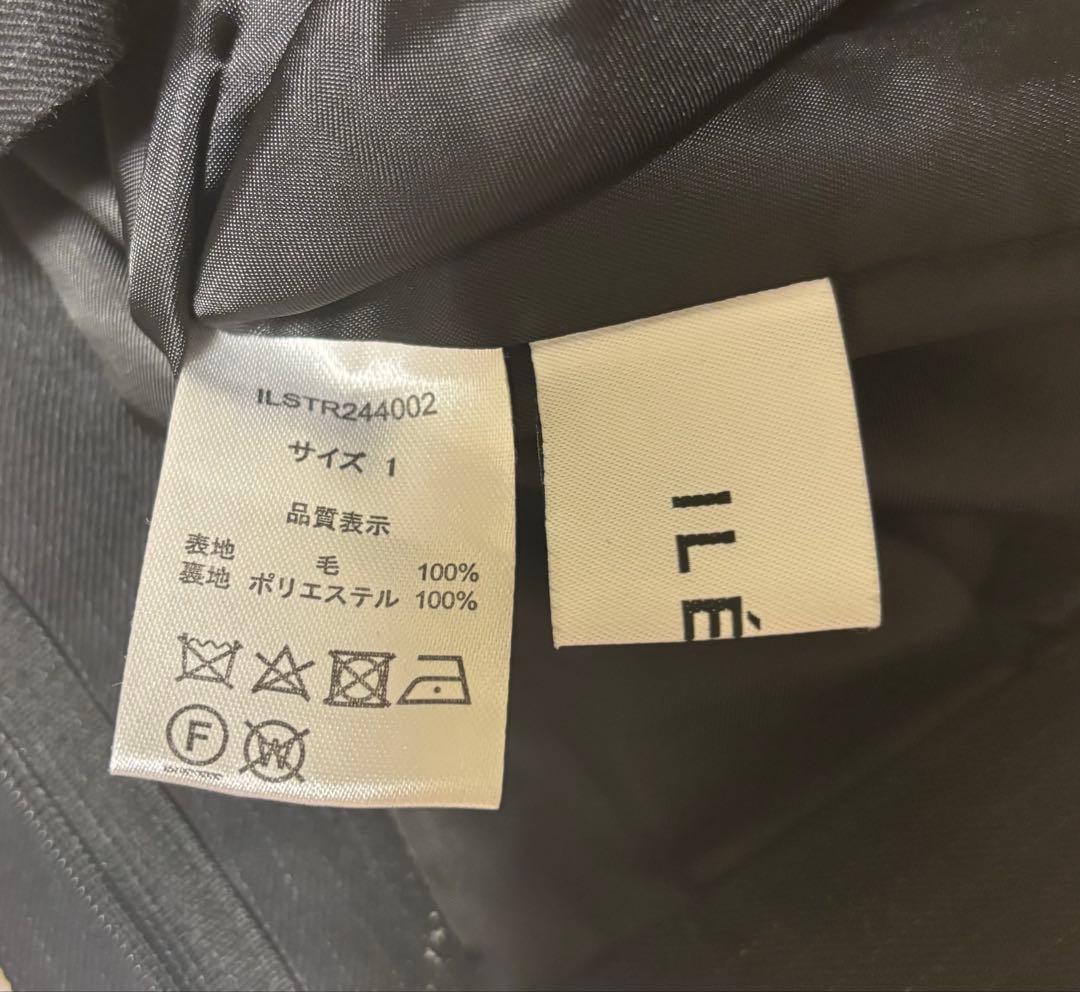 ILSTR244002
サイズ 1
品質表示
表地 毛 100%
裏地 ポリエステル 100%
F
W
ILÉ